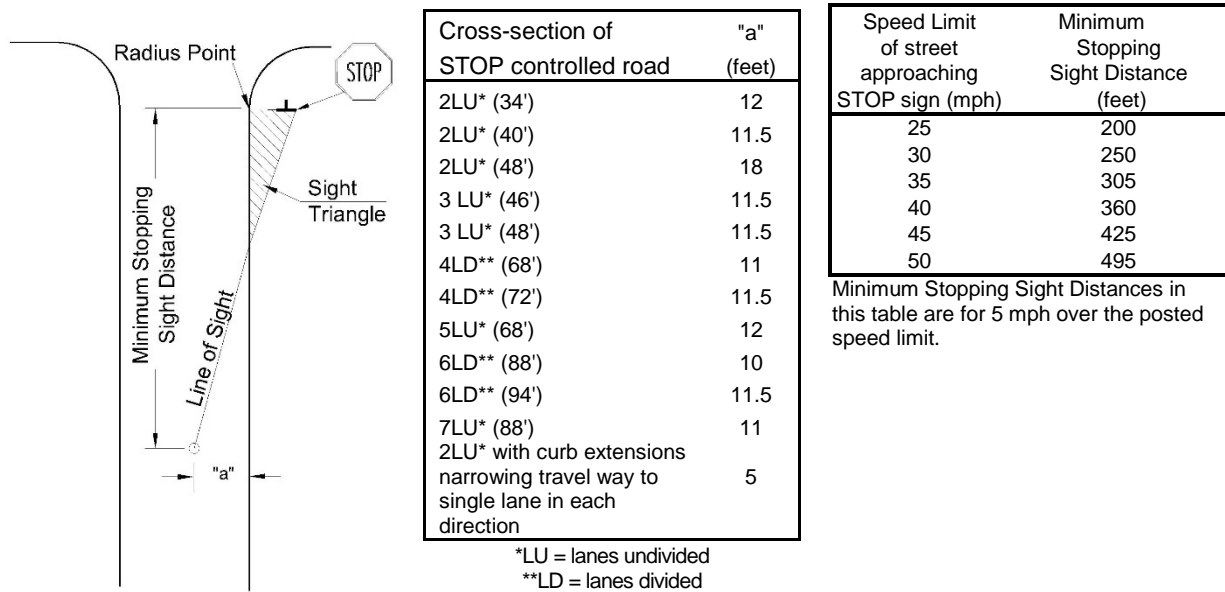 Radius Point
STOP
Sight
Triangle
Minimum Stopping
Sight Distance
Line of Sight
"a"
Cross-section of "a"
STOP controlled road (feet)
2LU* (34') 12
2LU* (40') 11.5
2LU* (48') 18
3 LU* (46') 11.5
3 LU* (48') 11.5
4LD** (68') 11
4LD** (72') 11.5
5LU* (68') 12
6LD** (88') 10
6LD** (94') 11.5
7LU* (88') 11
2LU* with curb extensions
narrowing travel way to 5
single lane in each
direction
*LU = lanes undivided
**LD = lanes divided
Speed Limit Minimum
of street Stopping
approaching Sight Distance
STOP sign (mph) (feet)
25 200
30 250
35 305
40 360
45 425
50 495
Minimum Stopping Sight Distances in
this table are for 5 mph over the posted
speed limit.